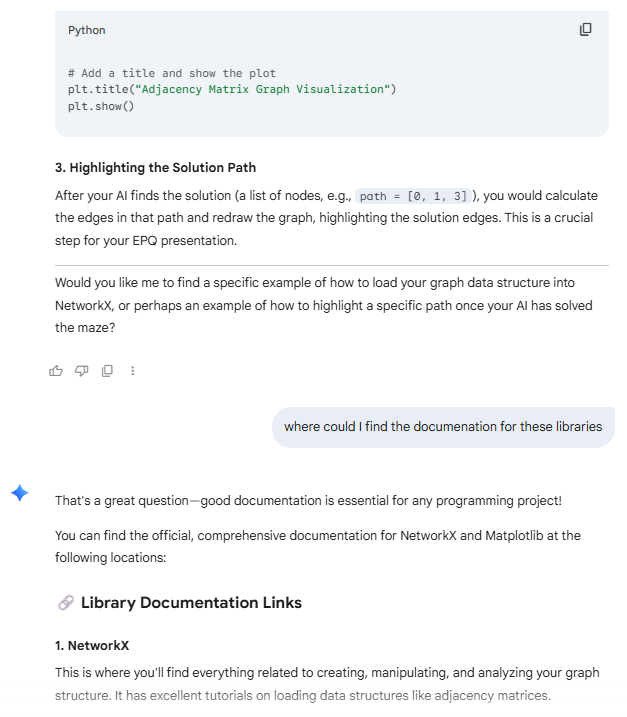 Python
# Add a title and show the plot
plt.title("Adjacency Matrix Graph Visualization")
plt.show()
3. Highlighting the Solution Path
After your AI finds the solution (a list of nodes, e.g., path = [0, 1, 3] ), you would calculate
the edges in that path and redraw the graph, highlighting the solution edges. This is a crucial
step for your EPQ presentation.
Would you like me to find a specific example of how to load your graph data structure into
NetworkX, or perhaps an example of how to highlight a specific path once your AI has solved
the maze?
where could I find the documenation for these libraries
That's a great question—good documentation is essential for any programming project!
You can find the official, comprehensive documentation for NetworkX and Matplotlib at the
following locations:
🔗 Library Documentation Links
1. NetworkX
This is where you'll find everything related to creating, manipulating, and analyzing your graph
structure. It has excellent tutorials on loading data structures like adjacency matrices.